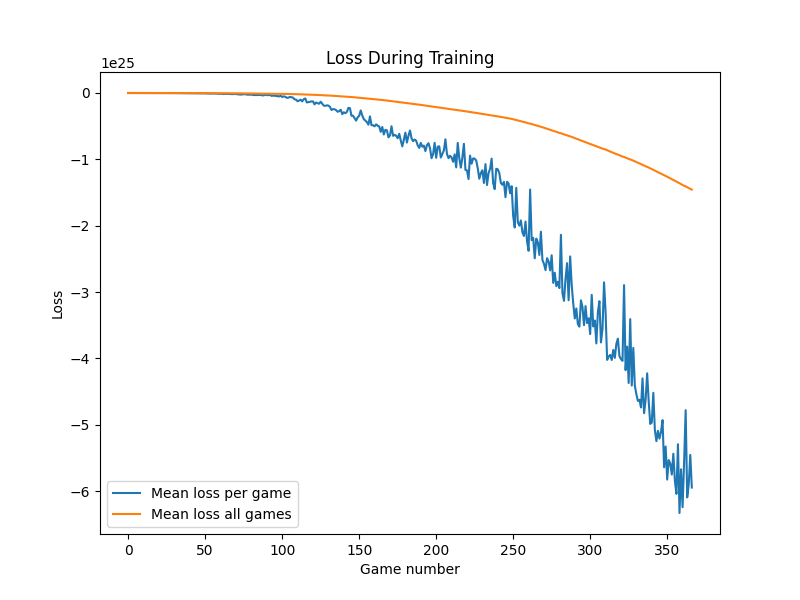 Loss During Training
1e25
0
−1
−2
−3
−4
−5
−6
Loss
Mean loss per game
Mean loss all games
0 50 100 150 200 250 300 350
Game number